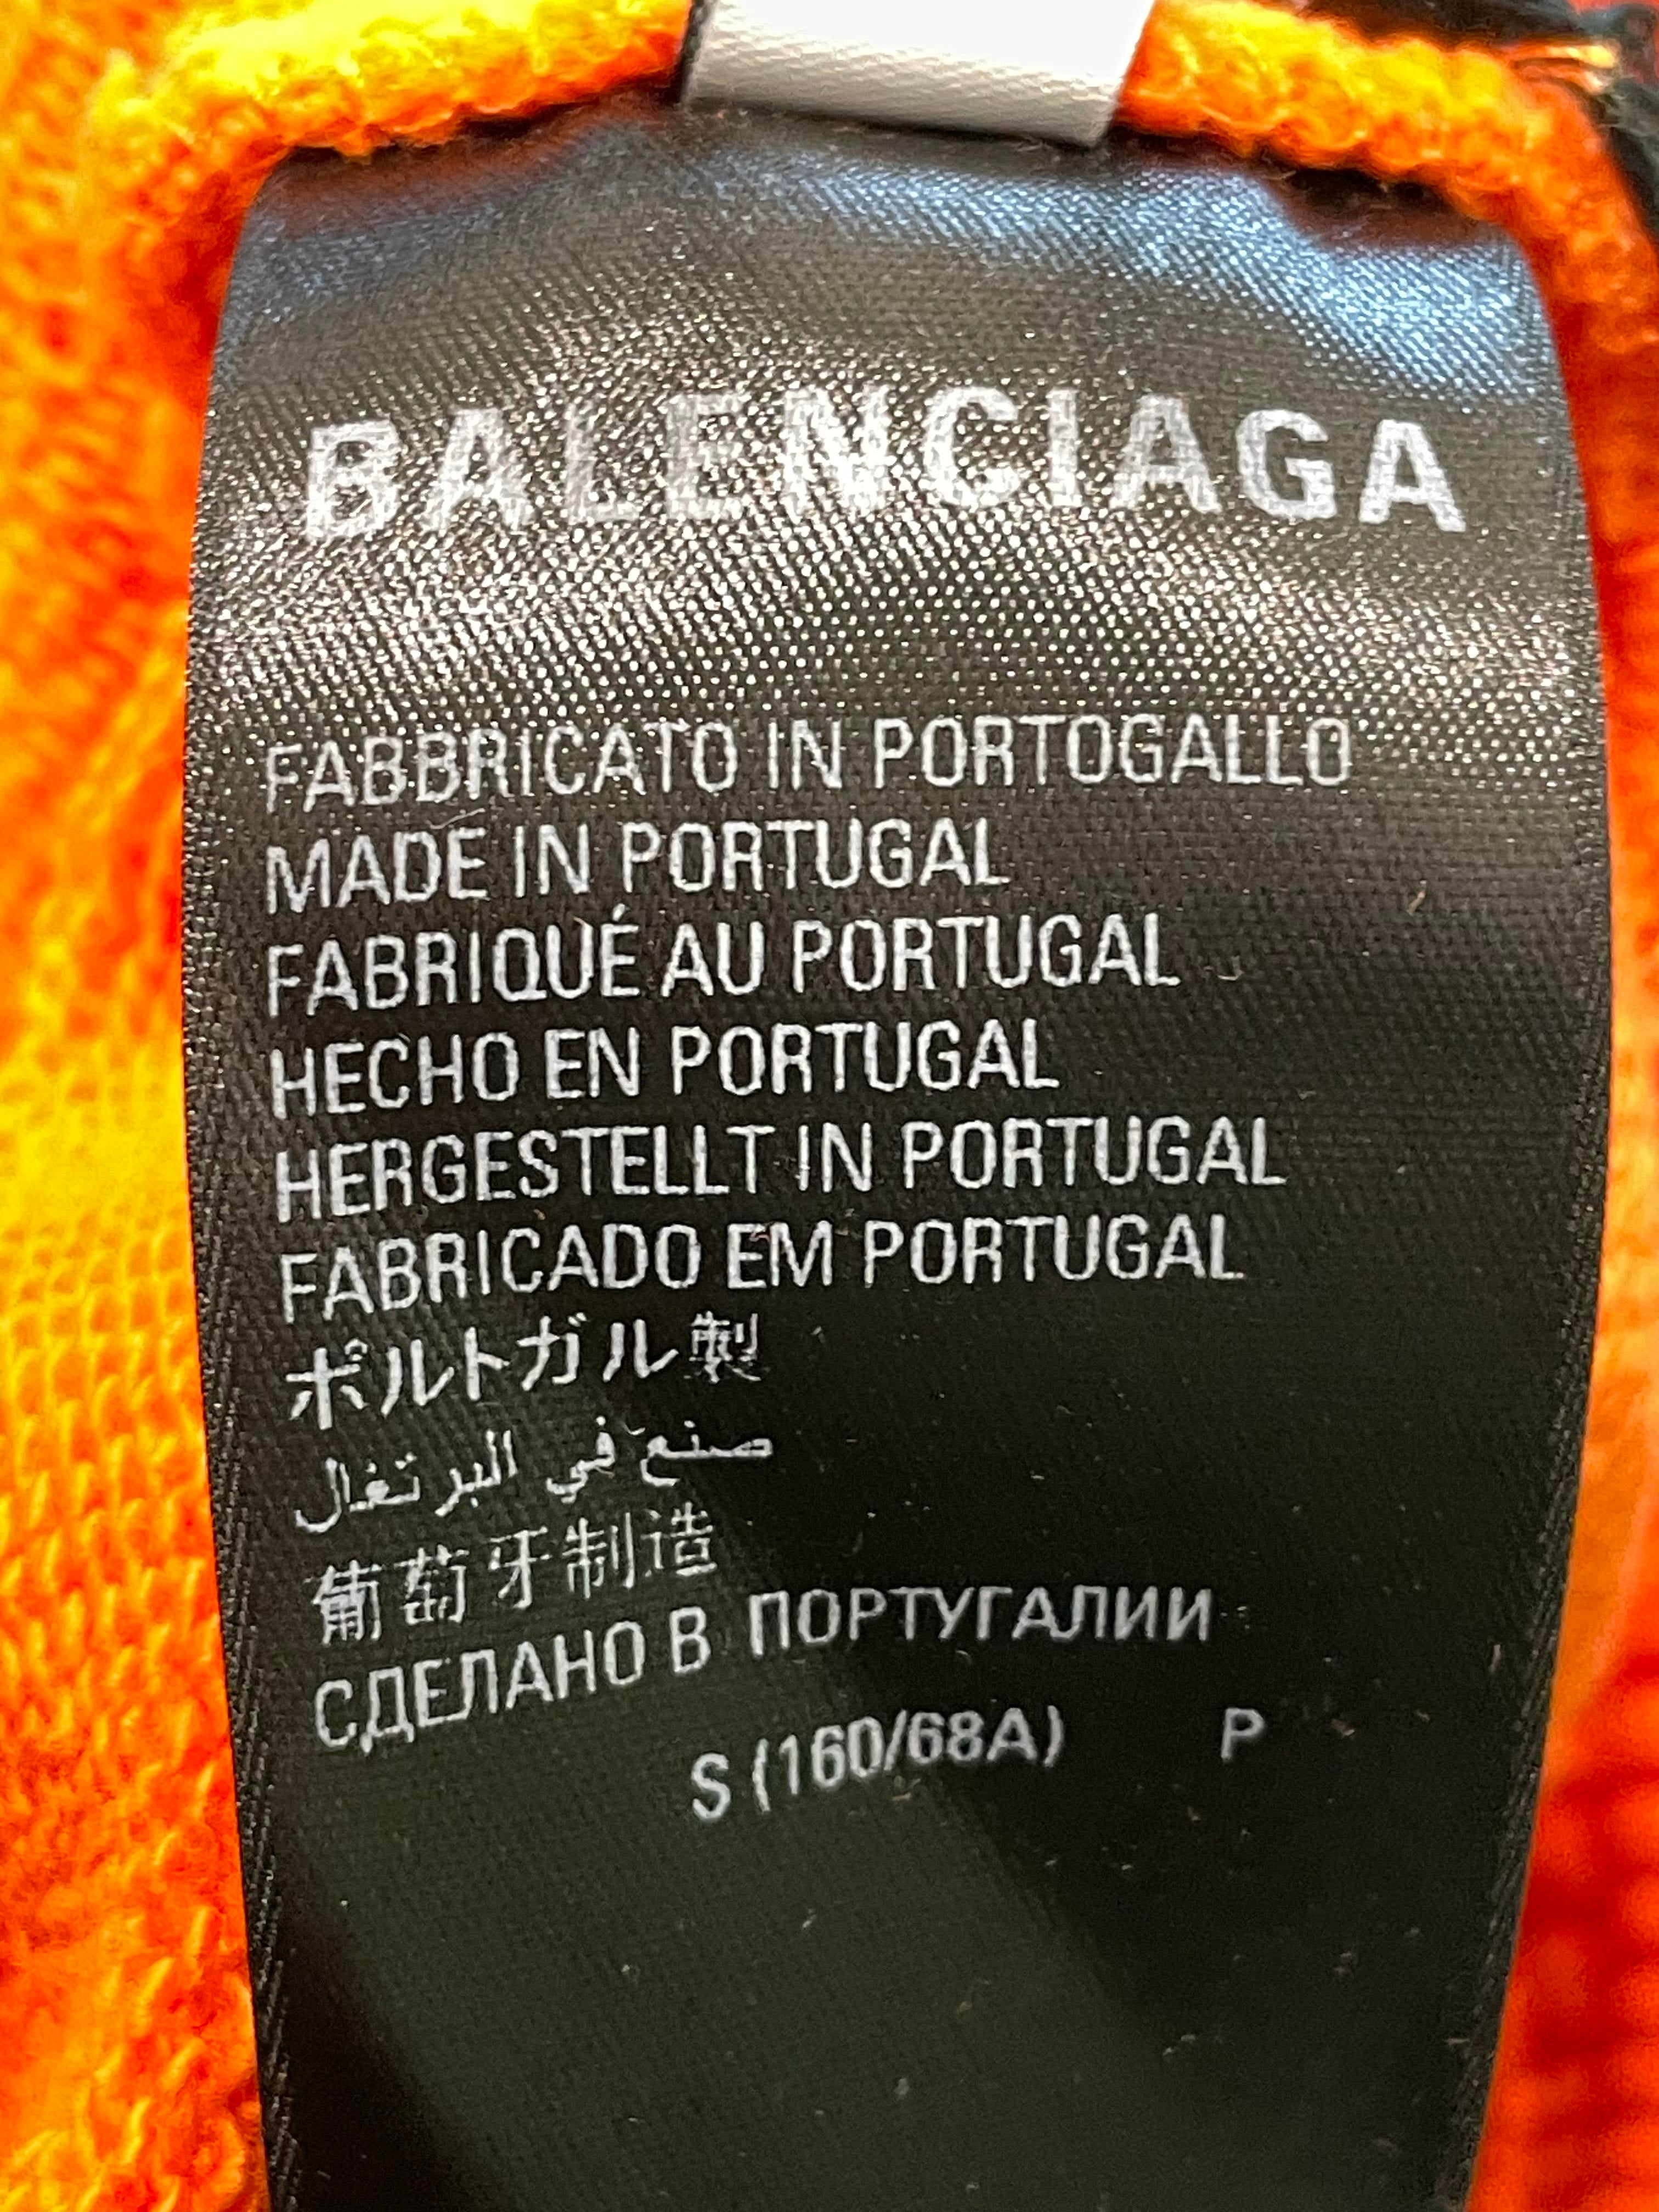 BALENCIAGA
FABBRICATO IN PORTOGALLO
MADE IN PORTUGAL
FABRIQUÉ AU PORTUGAL
HECHO EN PORTUGAL
HERGESTELLT IN PORTUGAL
FABRICADO EM PORTUGAL
ポルトガル製
صنع في البرتغال
葡萄牙制造
СДЕЛАНО В ПОРТУГАЛИИ
S (160/68A) P